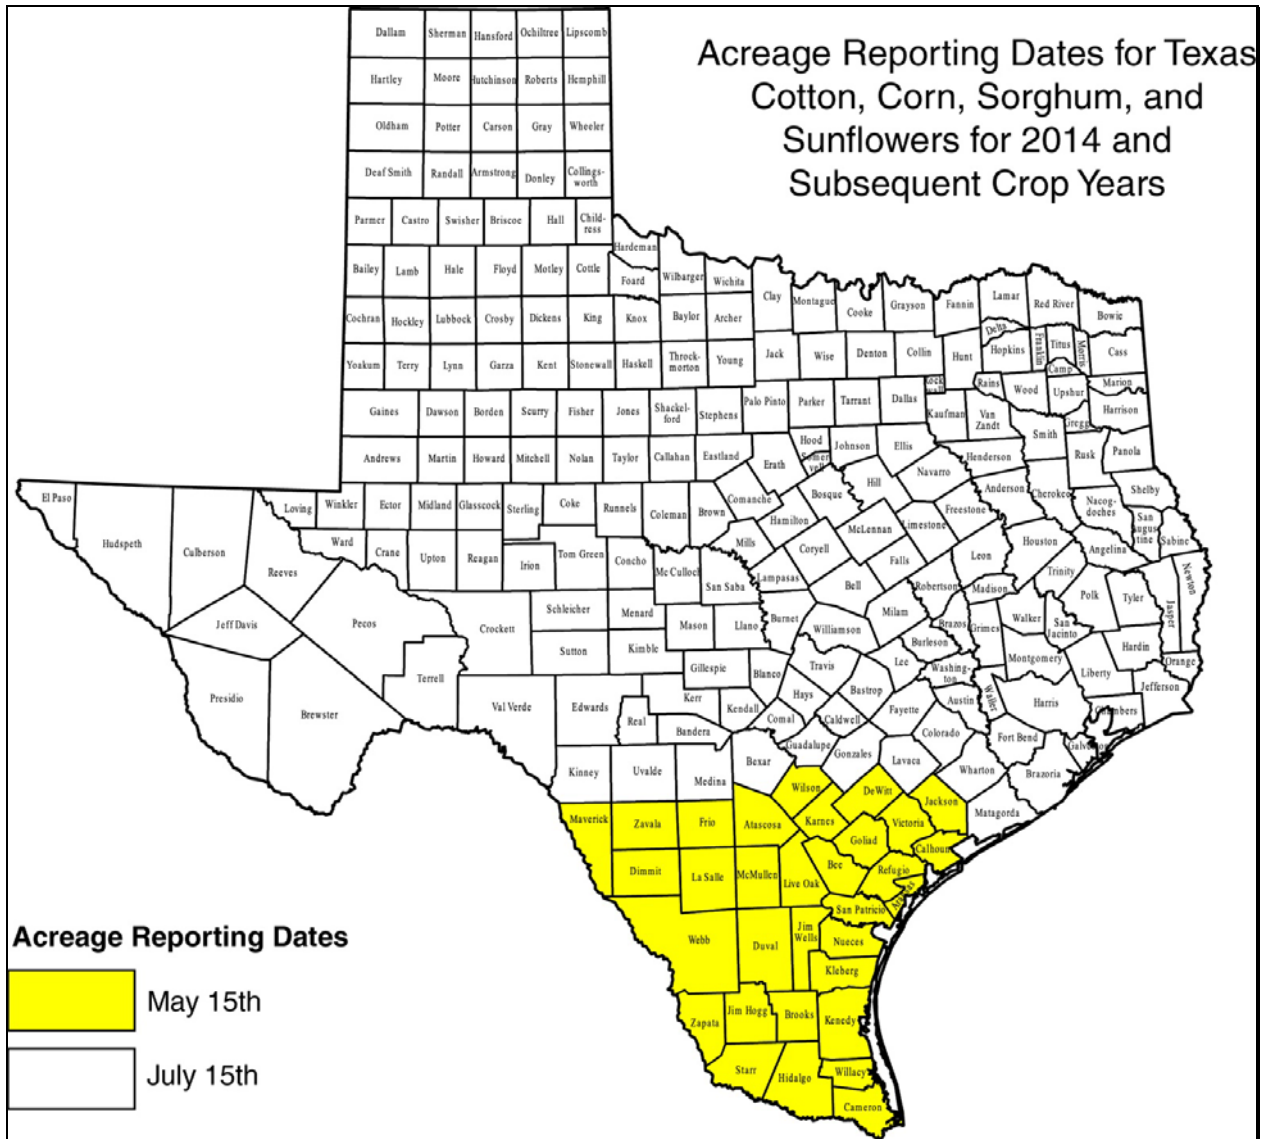 Acreage Reporting Dates for Texas
Cotton, Corn, Sorghum, and
Sunflowers for 2014 and
Subsequent Crop Years
Dallam Sherman Hansford Ochiltree Lipscomb
Hartley Moore Hutchinson Roberts Hemphill
Oldham Potter Carson Gray Wheeler
Deaf Smith Randall Armstrong Donley Collings-
worth
Parmer Castro Swisher Briscoe Hall Child-
ress
Hardeman
Bailey Lamb Hale Floyd Motley Cottle Foard Wilbarger Wichita
Clay Montague Cooke Grayson Fannin Lamar Red River Bowie
Cochran Hockley Lubbock Crosby Dickens King Knox Baylor Archer
Delta Franklin Titus Morris Cass
Yoakum Terry Lynn Garza Kent Stonewall Haskell Throck-
morton Young Jack Wise Denton Collin Hunt Hopkins Camp
Rock
wall Rains Wood Upshur Marion
Gaines Dawson Borden Scurry Fisher Jones Shackel-
ford Stephens Palo Pinto Parker Tarrant Dallas Kaufman Van
Zandt Smith Gregg Harrison
Andrews Martin Howard Mitchell Nolan Taylor Callahan Eastland Erath Hood Somer
vell Johnson Ellis Henderson Rusk Panola
El Paso Hudspeth Culberson Loving Winkler Ector Midland Glasscock Sterling Coke Runnels Coleman Brown Comanche Bosque Hill Navarro Anderson Cherokee Nacog-
doches Shelby
Reeves Ward Crane Upton Reagan Irion Tom Green Concho Mc Culloch San Saba Mills Hamilton Coryell McLennan Limestone Freestone Leon Houston Angelina San
Augus
tine Sabine
Lampasas Bell Falls Robertson Madison Trinity Polk Tyler Jasper Newton
Jeff Davis Pecos Crockett Schleicher Menard Mason Llano Burnet Williamson Milam Brazos Grimes Walker San
Jacinto Hardin
Sutton Kimble Burleson Montgomery Liberty Orange
Presidio Brewster Terrell Val Verde Edwards Gillespie Blanco Travis Lee Washing-
ton Waller Harris Jefferson
Real Kerr Kendall Hays Bastrop Austin Chambers
Bandera Comal Caldwell Fayette Colorado Fort Bend Galveston
Kinney Uvalde Medina Bexar Guadalupe Gonzales Lavaca Wharton Brazoria
Maverick Zavala Frio Atascosa Wilson Karnes DeWitt Victoria Jackson Matagorda
Dimmit La Salle McMullen Live Oak Bee Goliad Refugio Calhoun
San Patricio Aransas
Webb Duval Jim
Wells Nueces
Kleberg
Zapata Jim Hogg Brooks Kenedy
Starr Hidalgo Willacy
Cameron
Acreage Reporting Dates
May 15th
July 15th